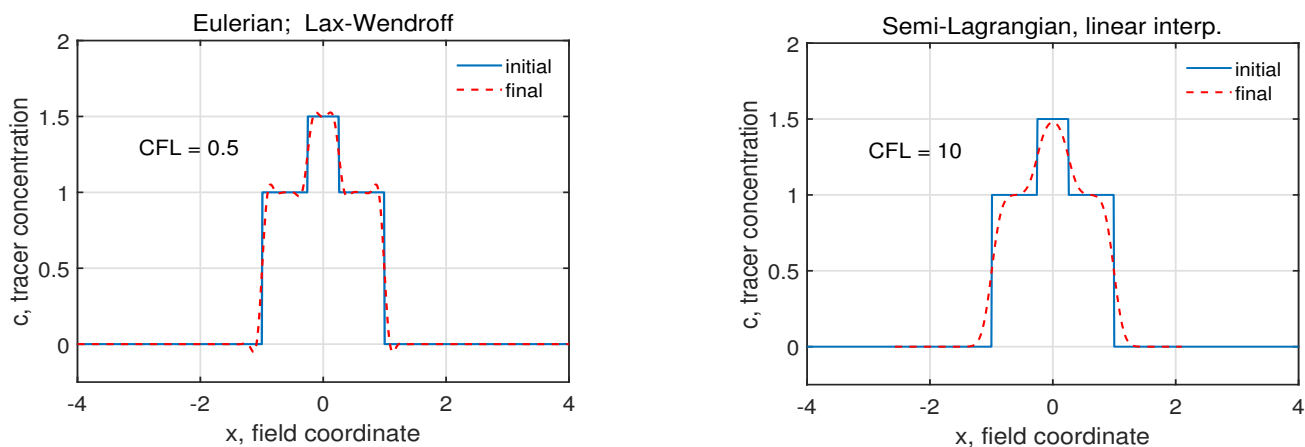 Eulerian; Lax-Wendroff
2
1.5
1
0.5
0
c, tracer concentration
initial
final
CFL = 0.5
-4 -2 0 2 4
x, field coordinate
Semi-Lagrangian, linear interp.
2
1.5
1
0.5
0
c, tracer concentration
initial
final
CFL = 10
-4 -2 0 2 4
x, field coordinate